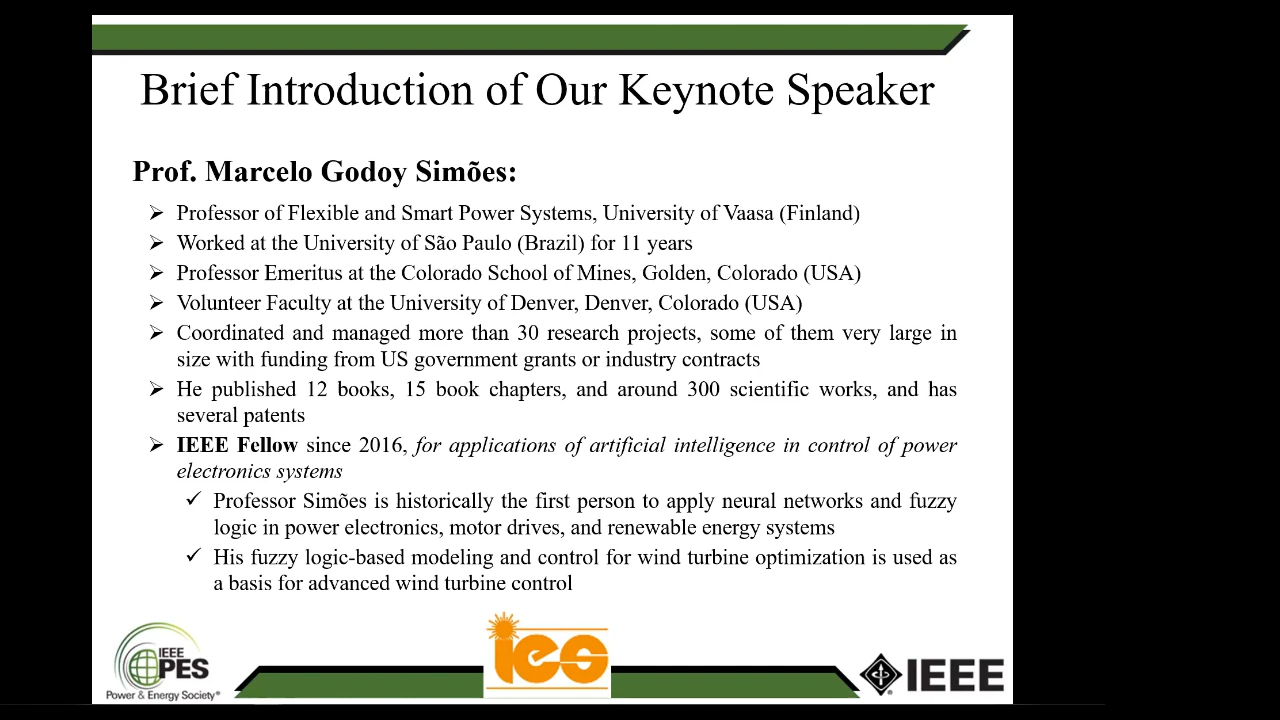 Brief Introduction of Our Keynote Speaker
Prof. Marcelo Godoy Simões:
Professor of Flexible and Smart Power Systems, University of Vaasa (Finland)
Worked at the University of São Paulo (Brazil) for 11 years
Professor Emeritus at the Colorado School of Mines, Golden, Colorado (USA)
Volunteer Faculty at the University of Denver, Denver, Colorado (USA)
Coordinated and managed more than 30 research projects, some of them very large in
size with funding from US government grants or industry contracts
He published 12 books, 15 book chapters, and around 300 scientific works, and has
several patents
IEEE Fellow since 2016, for applications of artificial intelligence in control of power
electronics systems
Professor Simões is historically the first person to apply neural networks and fuzzy
logic in power electronics, motor drives, and renewable energy systems
His fuzzy logic-based modeling and control for wind turbine optimization is used as
a basis for advanced wind turbine control
IEEE
PES
Power & Energy Society®
ies
IEEE